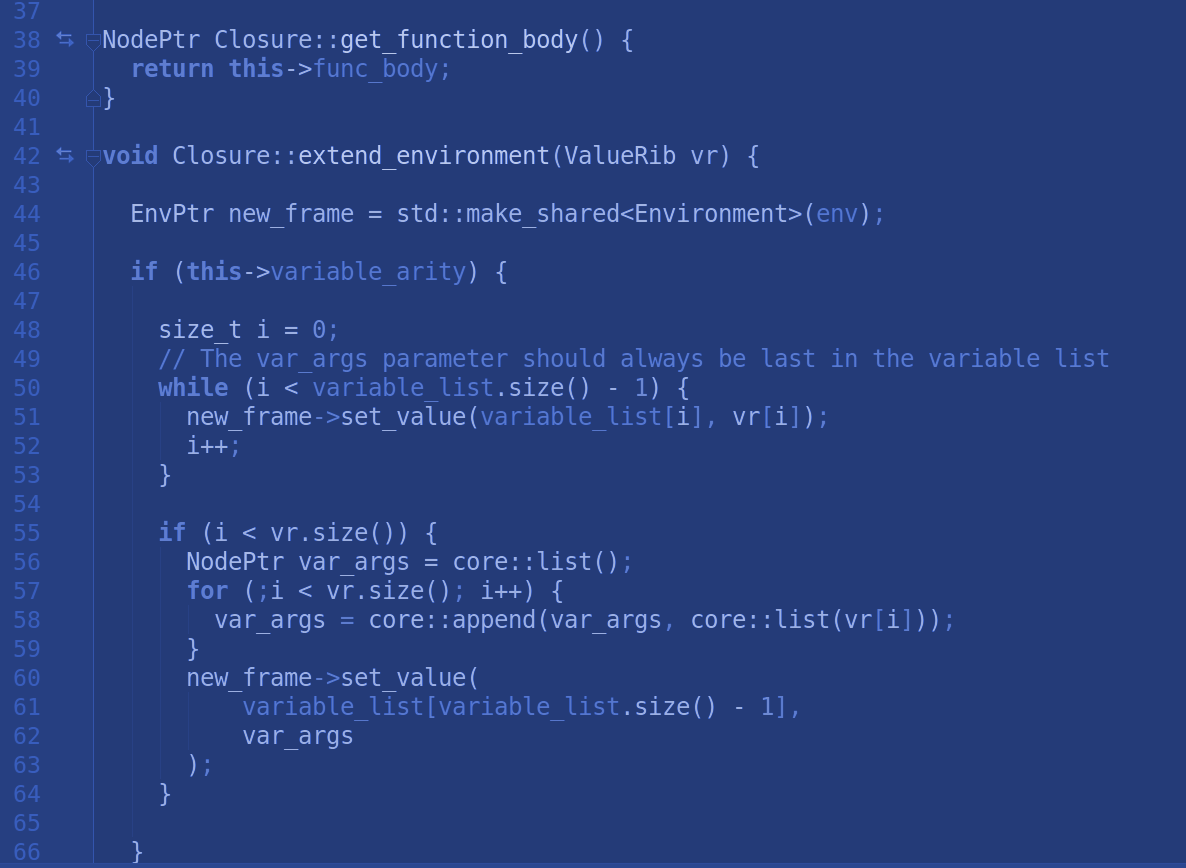 37
38 NodePtr Closure::get_function_body() {
39   return this->func_body;
40 }
41
42 void Closure::extend_environment(ValueRib vr) {
43
44   EnvPtr new_frame = std::make_shared<Environment>(env);
45
46   if (this->variable_arity) {
47
48     size_t i = 0;
49     // The var_args parameter should always be last in the variable list
50     while (i < variable_list.size() - 1) {
51       new_frame->set_value(variable_list[i], vr[i]);
52       i++;
53     }
54
55     if (i < vr.size()) {
56       NodePtr var_args = core::list();
57       for (;i < vr.size(); i++) {
58         var_args = core::append(var_args, core::list(vr[i]));
59       }
60       new_frame->set_value(
61           variable_list[variable_list.size() - 1],
62           var_args
63       );
64     }
65
66   }